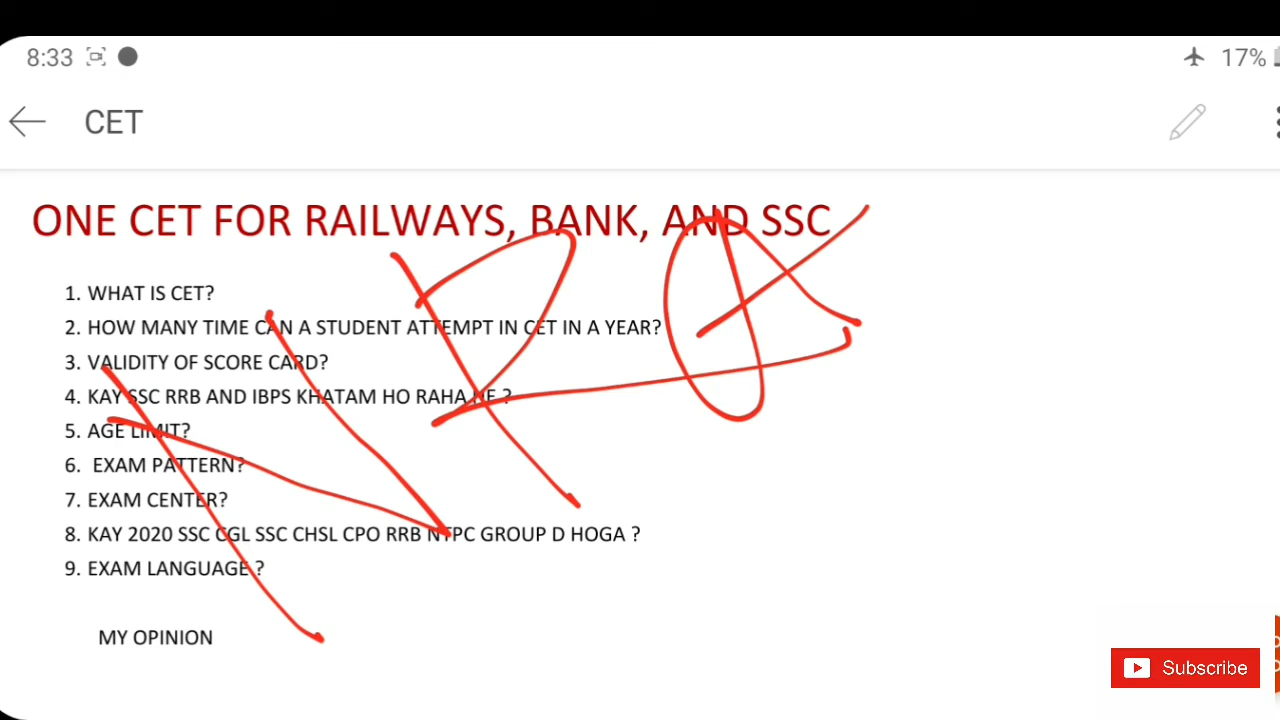 8:33 17%
CET
ONE CET FOR RAILWAYS, BANK, AND SSC
1. WHAT IS CET?
2. HOW MANY TIME CAN A STUDENT ATTEMPT IN CET IN A YEAR?
3. VALIDITY OF SCORE CARD?
4. KAY SSC RRB AND IBPS KHATAM HO RAHA HE ?
5. AGE LIMIT?
6. EXAM PATTERN?
7. EXAM CENTER?
8. KAY 2020 SSC CGL SSC CHSL CPO RRB NTPC GROUP D HOGA ?
9. EXAM LANGUAGE ?
MY OPINION
Subscribe
NRA